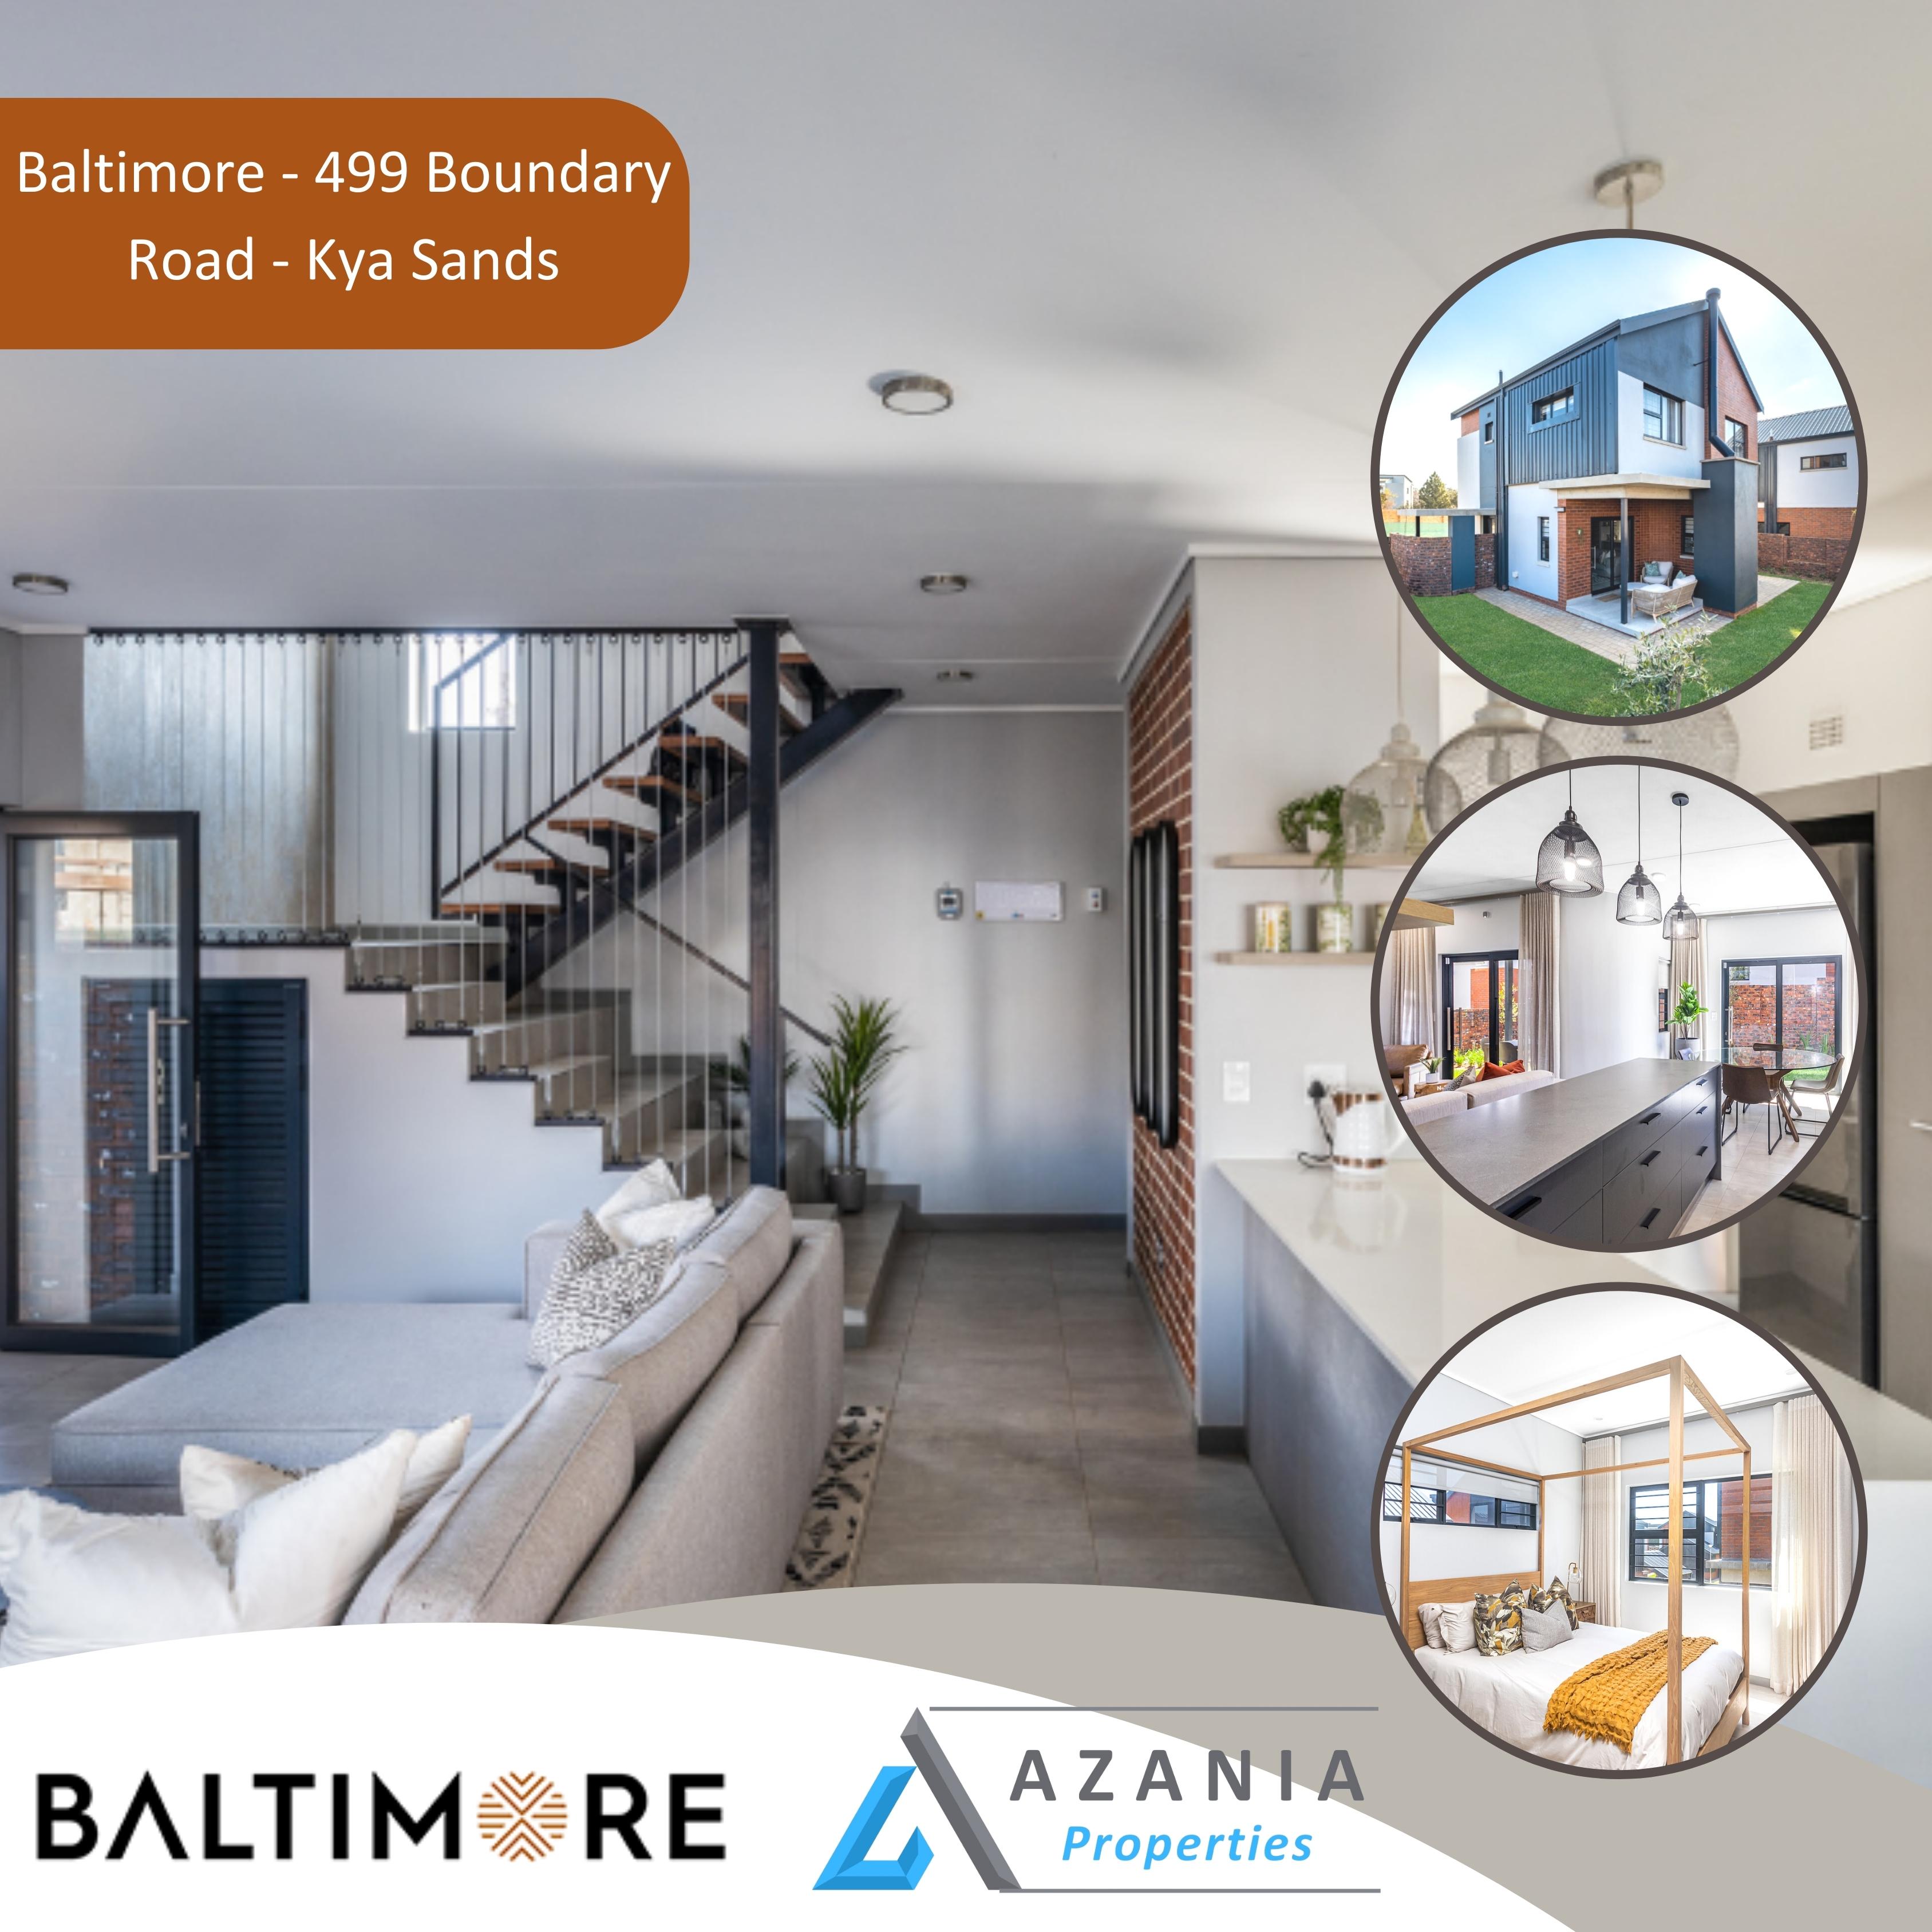 Baltimore - 499 Boundary
Road - Kya Sands
BALTIMORE
AZANIA
Properties